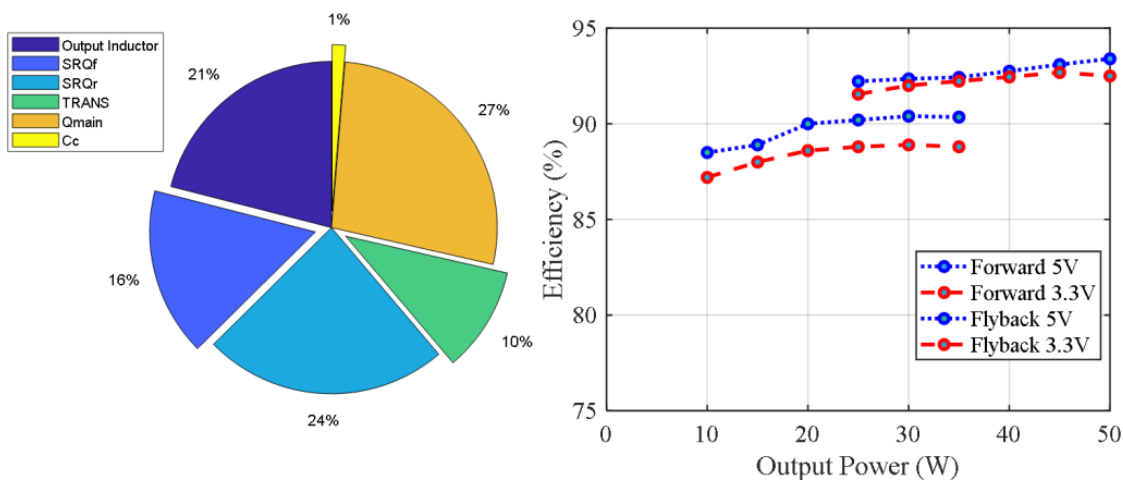 1%
Output Inductor
SRQf
SRQr
TRANS
Qmain
Cc
21%
27%
16%
10%
24%
95
90
85
80
75
Efficiency (%)
Forward 5V
Forward 3.3V
Flyback 5V
Flyback 3.3V
0 10 20 30 40 50
Output Power (W)